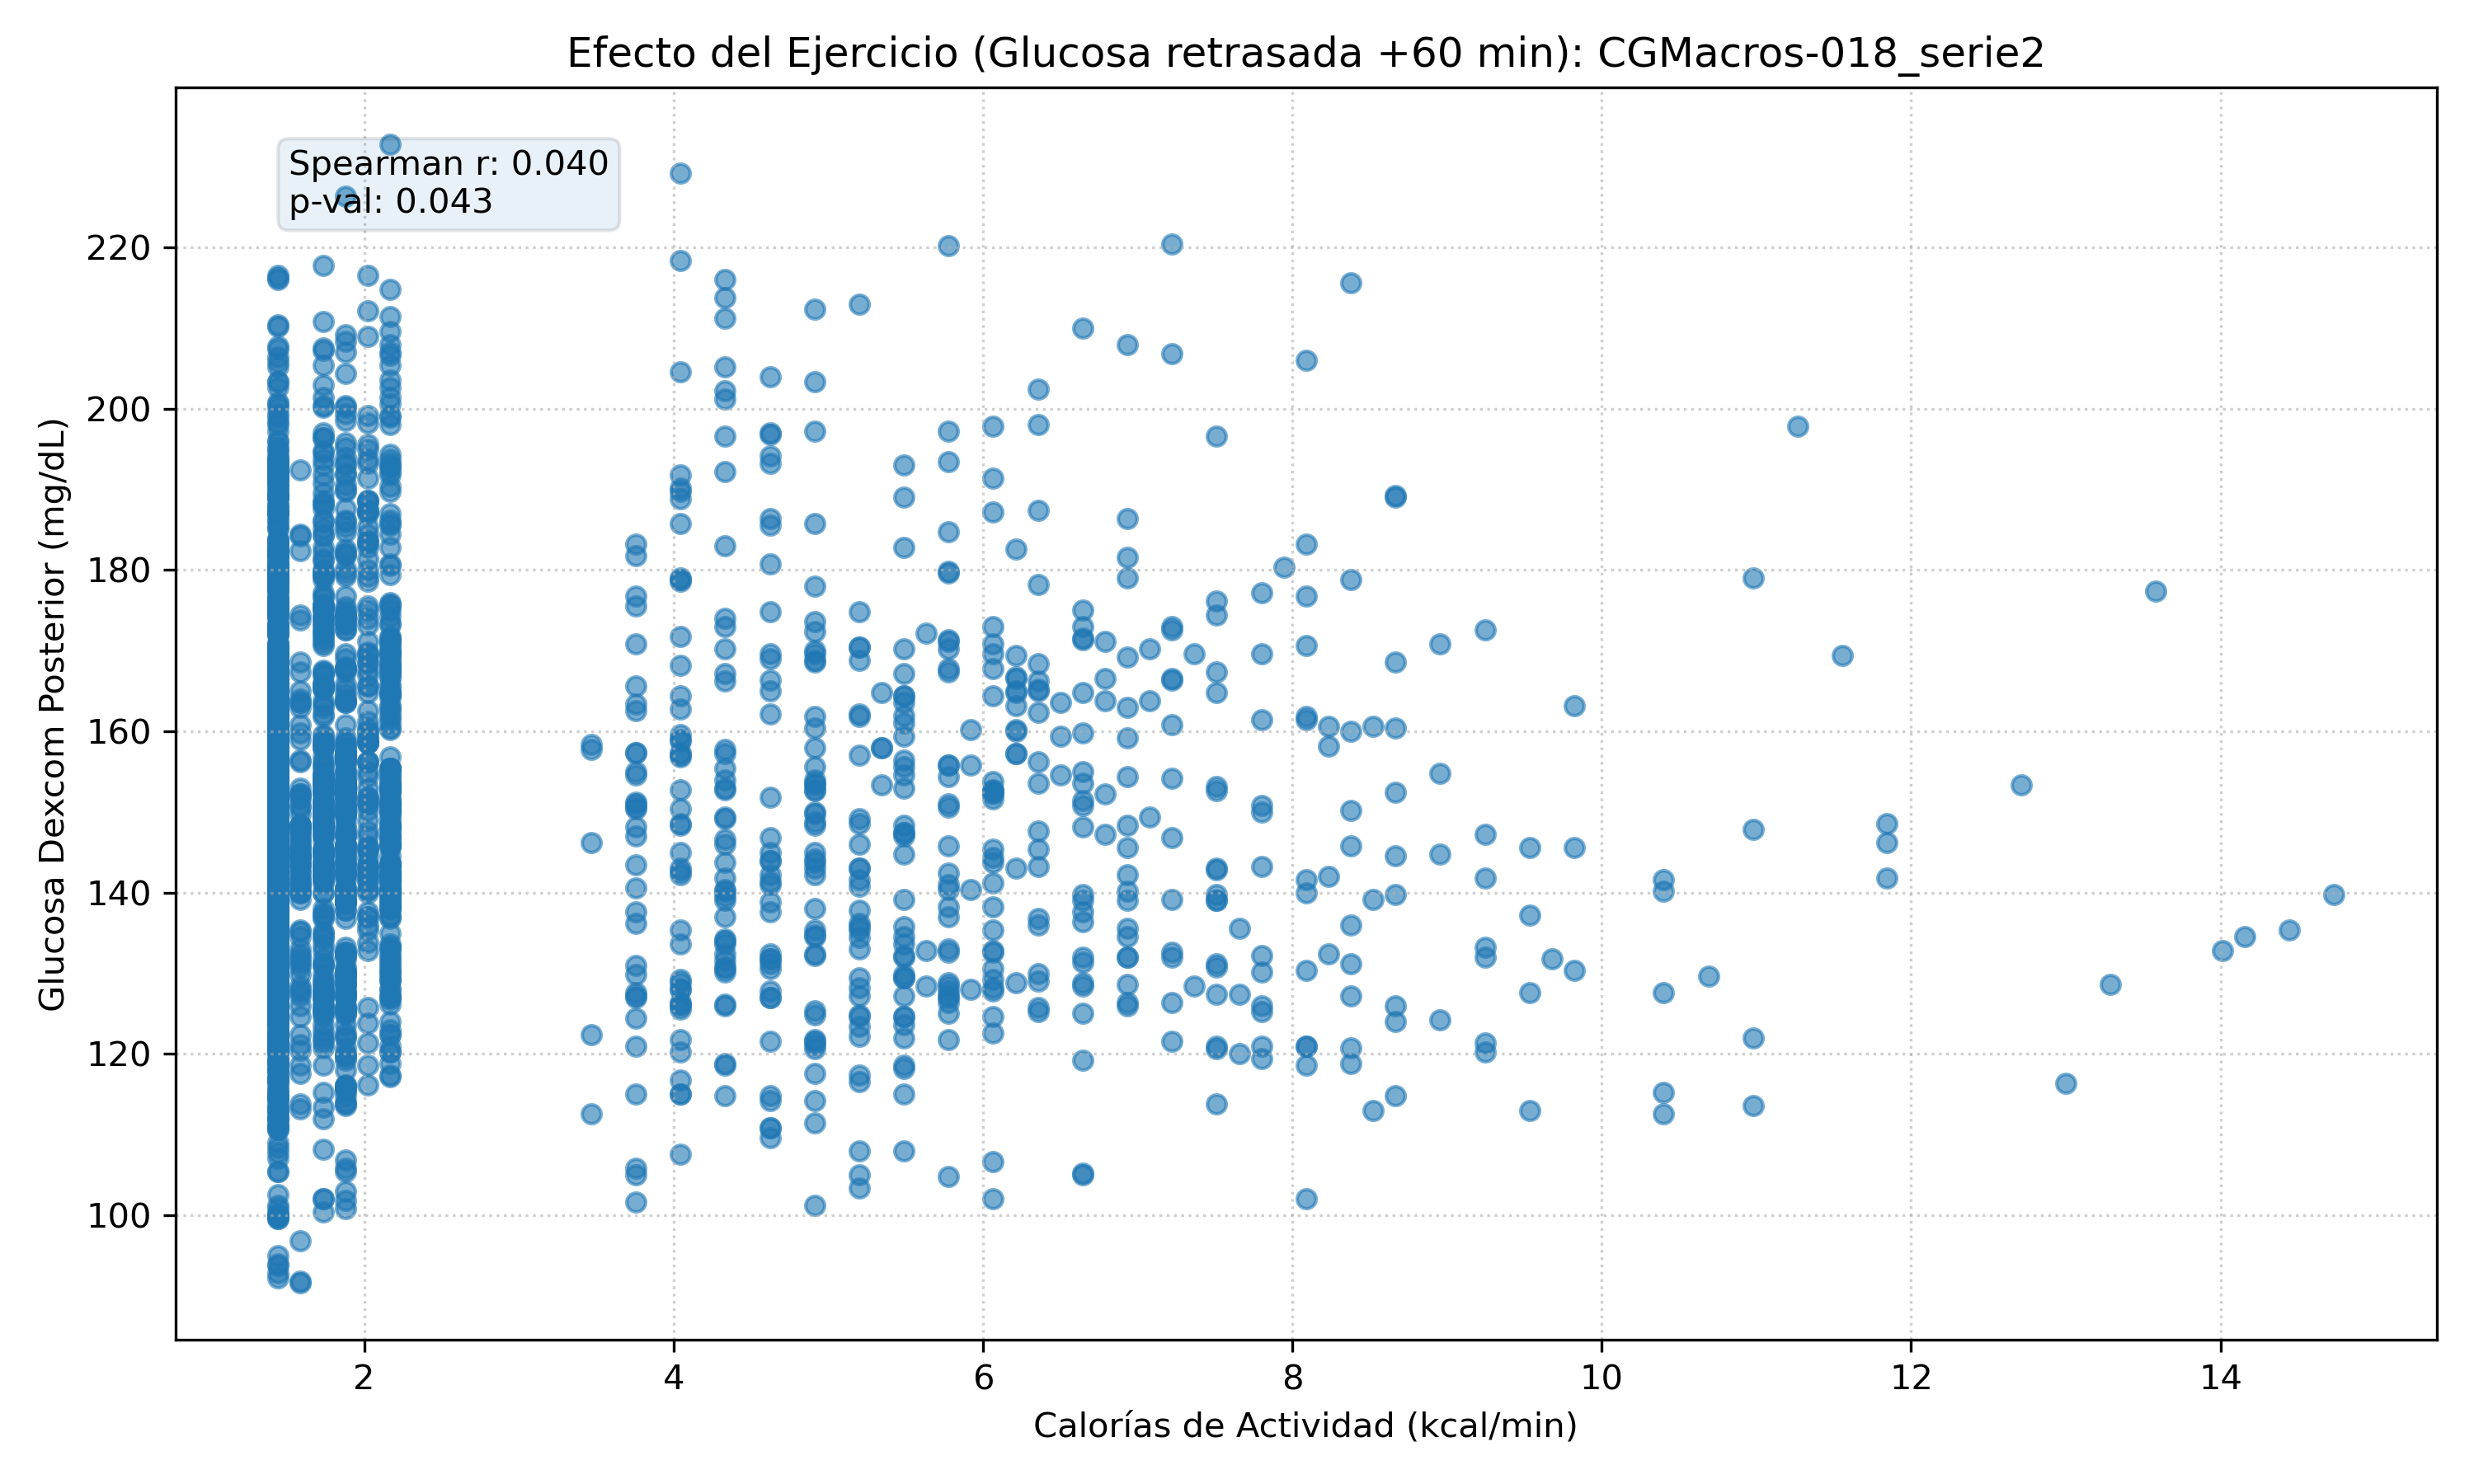 Efecto del Ejercicio (Glucosa retrasada +60 min): CGMacros-018_serie2
Spearman r: 0.040
p-val: 0.043
Glucosa Dexcom Posterior (mg/dL)
220
200
180
160
140
120
100
2 4 6 8 10 12 14
Calorías de Actividad (kcal/min)